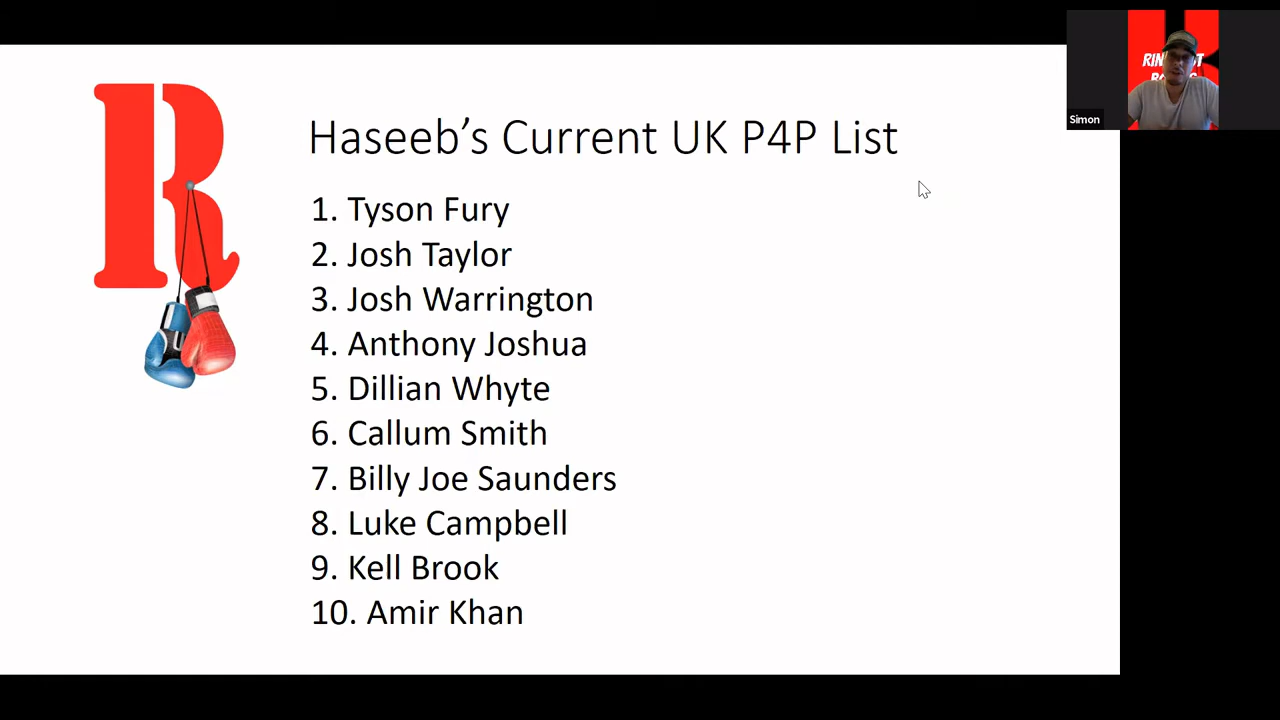 R
Haseeb’s Current UK P4P List
1. Tyson Fury
2. Josh Taylor
3. Josh Warrington
4. Anthony Joshua
5. Dillian Whyte
6. Callum Smith
7. Billy Joe Saunders
8. Luke Campbell
9. Kell Brook
10. Amir Khan
Simon